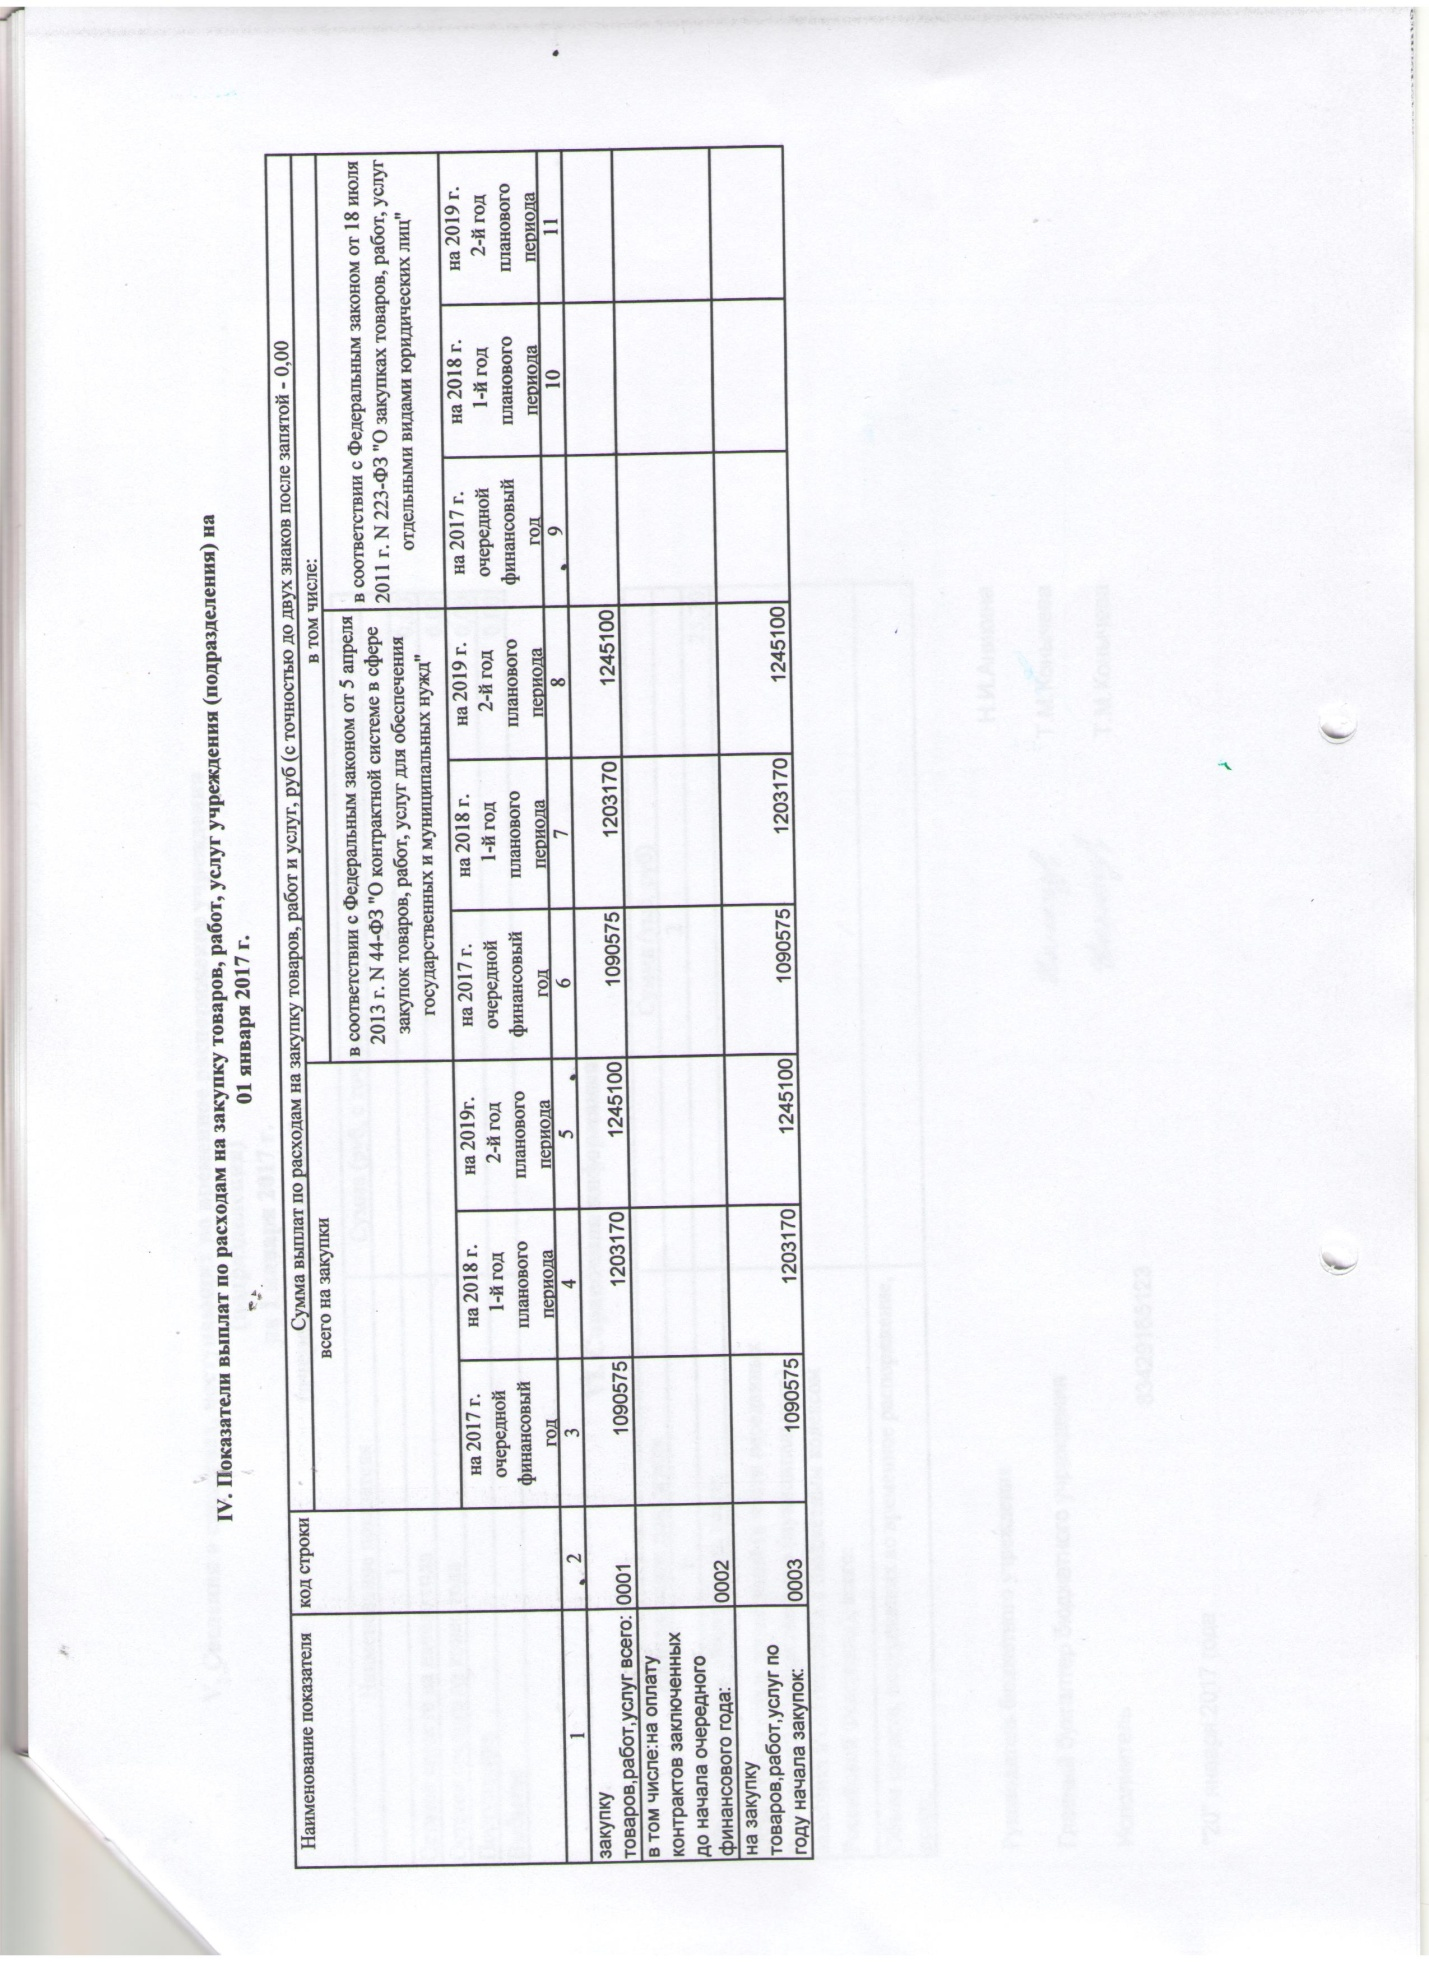 IV. Показатели выплат по расходам на закупку товаров, работ, услуг учреждения (подразделения) на
01 января 2017 г.
Наименование показателя
код строки
Сумма выплат по расходам на закупку товаров, работ и услуг, руб (с точностью до двух знаков после запятой - 0,00
всего на закупки
в том числе:
в соответствии с Федеральным законом от 5 апреля
2013 г. N 44-ФЗ "О контрактной системе в сфере
закупок товаров, работ, услуг для обеспечения
государственных и муниципальных нужд"
в соответствии с Федеральным законом от 18 июля
2011 г. N 223-ФЗ "О закупках товаров, работ, услуг
отдельными видами юридических лиц"
на 2017 г.
очередной
финансовый
год
на 2018 г.
1-й год
планового
периода
на 2019г.
2-й год
планового
периода
на 2017 г.
очередной
финансовый
год
на 2018 г.
1-й год
планового
периода
на 2019 г.
2-й год
планового
периода
на 2017 г.
очередной
финансовый
год
на 2018 г.
1-й год
планового
периода
на 2019 г.
2-й год
планового
периода
1 2 3 4 5 6 7 8 9 10 11
закупку
товаров,работ,услуг всего: 0001 1090575 1203170 1245100 1090575 1203170 1245100
в том числе:на оплату
контрактов заключенных
до начала очередного
финансового года: 0002
на закупку
товаров,работ,услуг по
году начала закупок: 0003 1090575 1203170 1245100 1090575 1203170 1245100